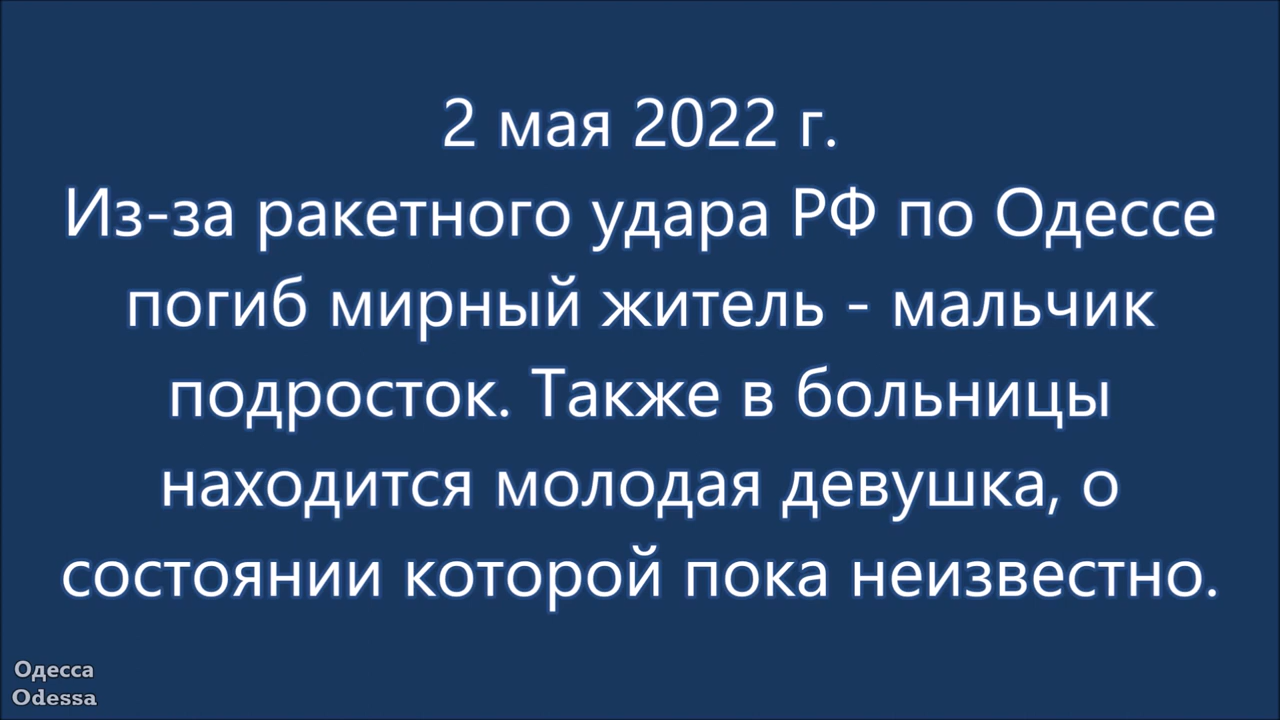 2 мая 2022 г.
Из-за ракетного удара РФ по Одессе
погиб мирный житель - мальчик
подросток. Также в больницы
находится молодая девушка, о
состоянии которой пока неизвестно.
Одесса
Odessa